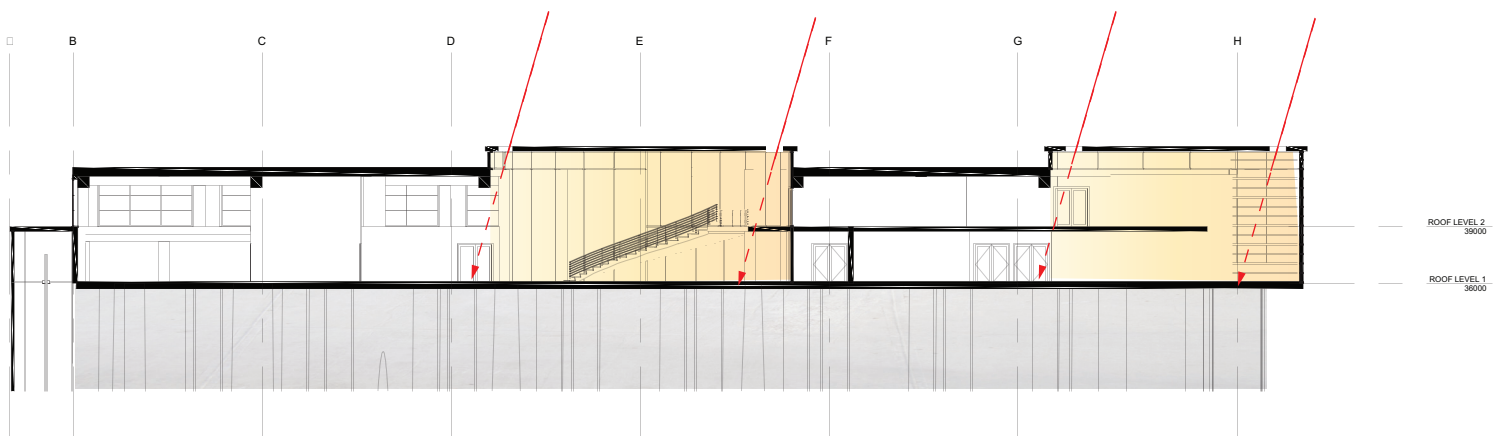 B C D E F G H
ROOF LEVEL 2
39000
ROOF LEVEL 1
36000